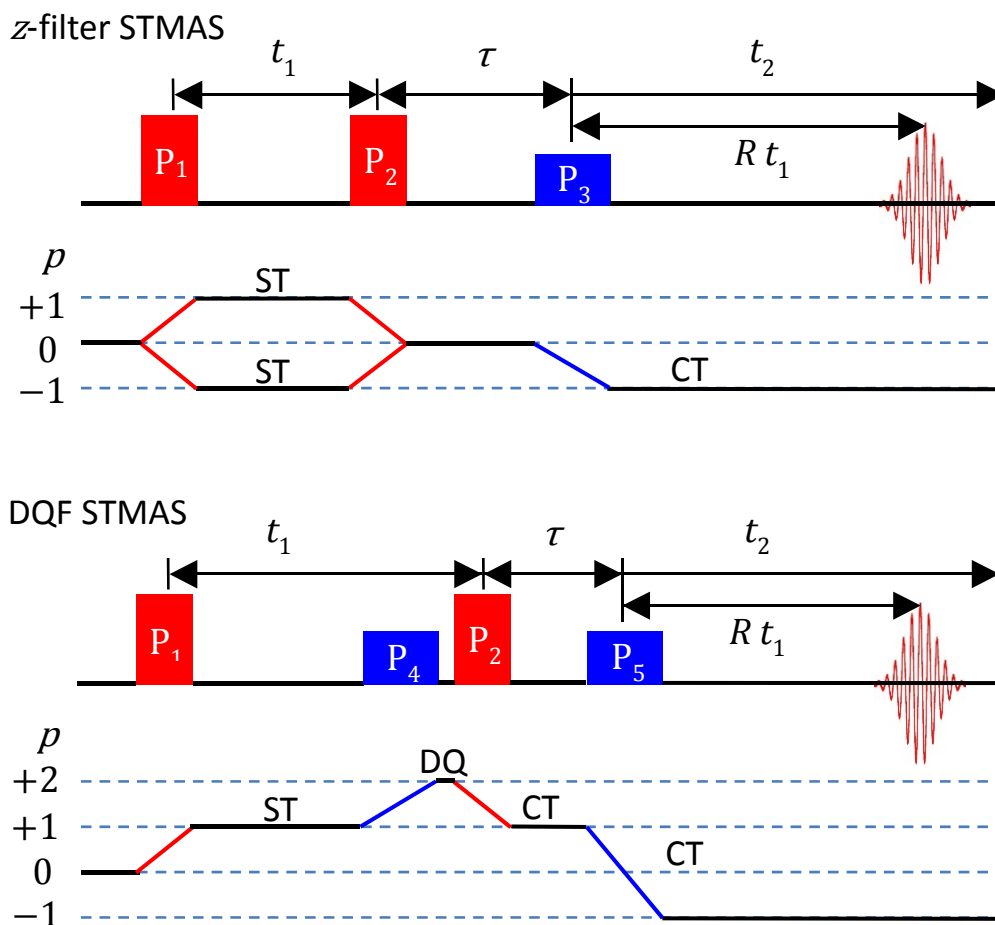 z-filter STMAS
t₁ τ t₂
P₁ P₂ P₃ R t₁
p
+1 ST
0
−1 ST CT
DQF STMAS
t₁ τ t₂
P₁ P₄ P₂ P₅ R t₁
p
+2 DQ
+1 ST CT
0 CT
−1